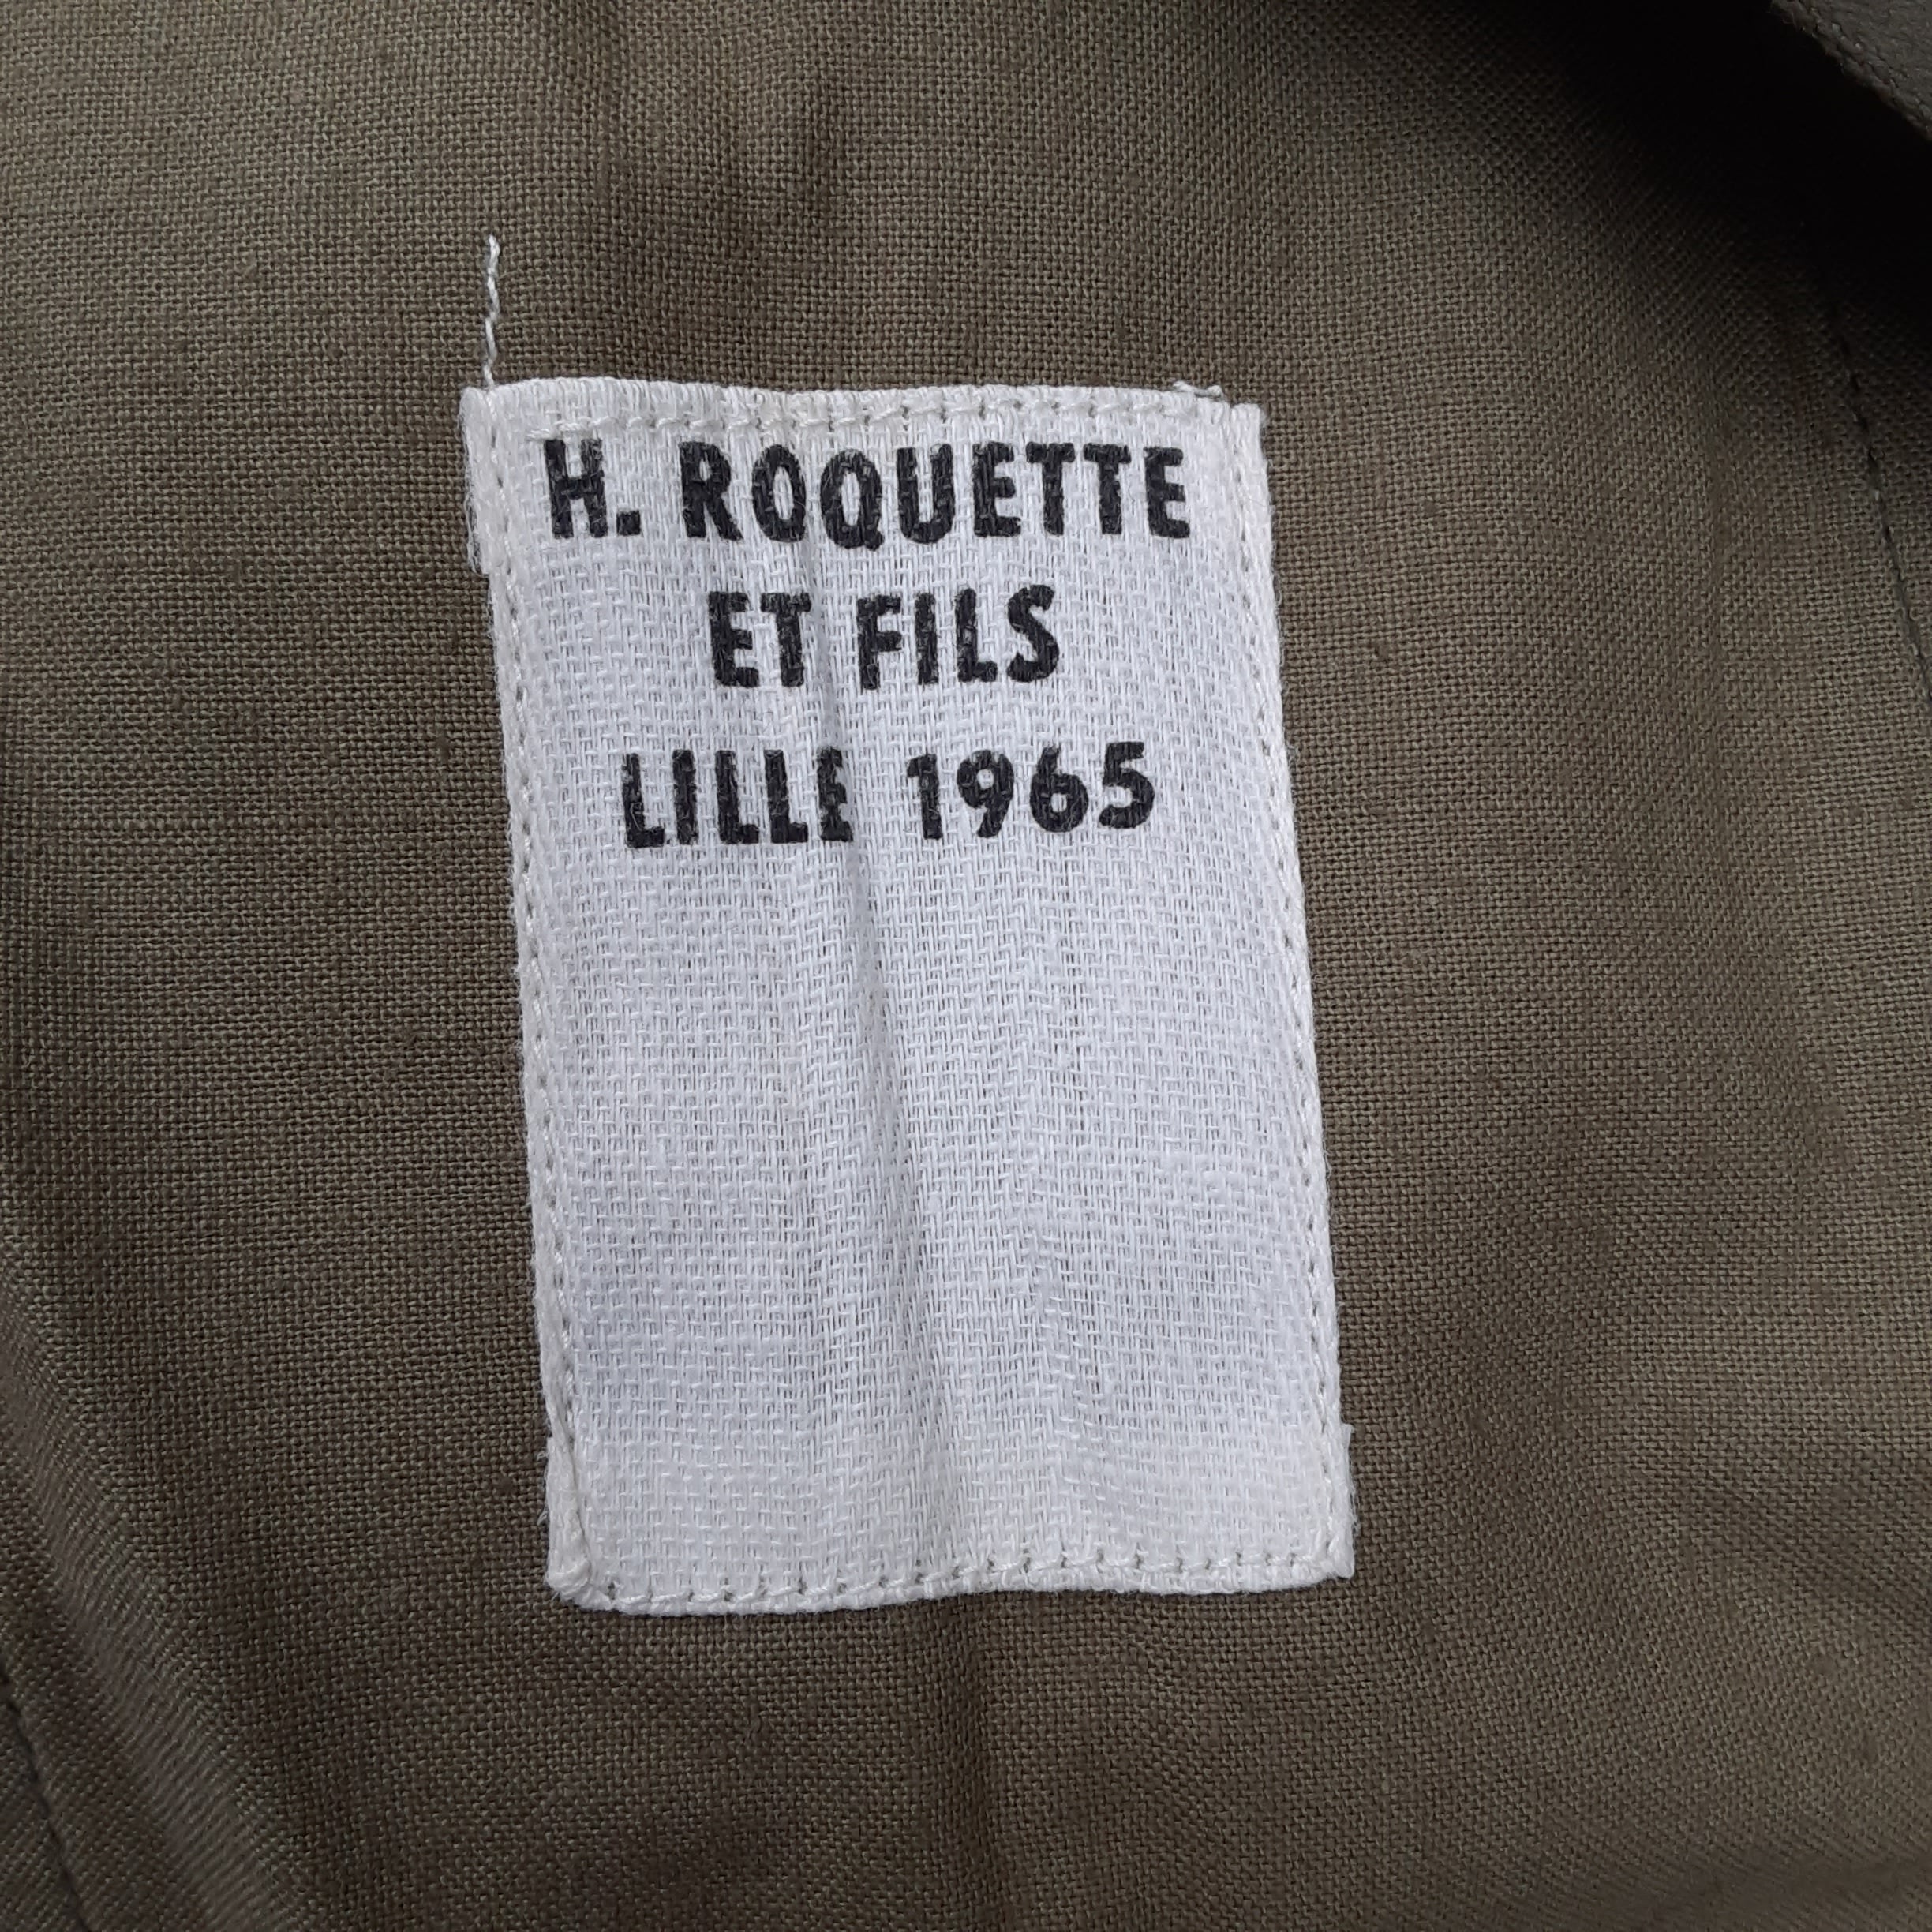 H. ROQUETTE
ET FILS
LILLE 1965